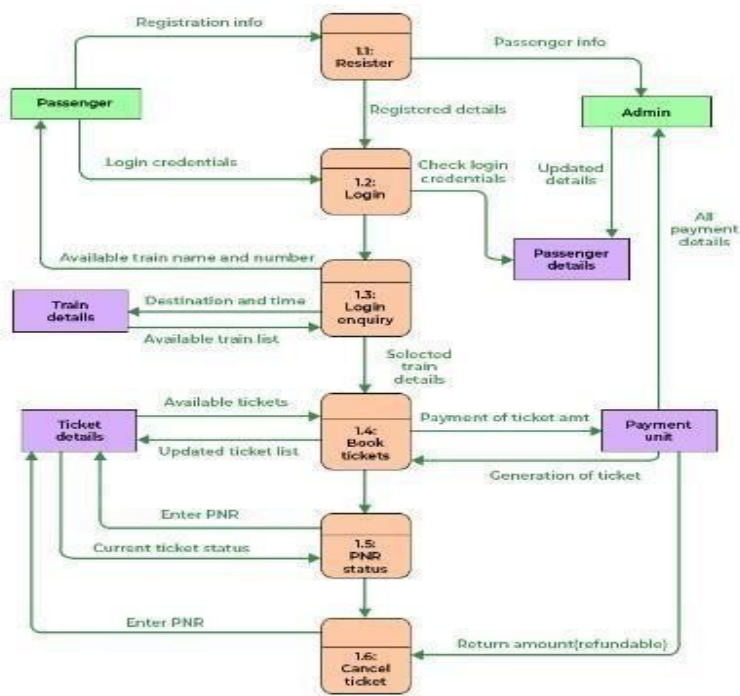 Registration info
1.1:
Resister
Passenger info
Passenger
Admin
Registered details
Login credentials
1.2:
Login
Check login
credentials
Updated
details
All
payment
details
Available train name and number
Passenger
details
1.3:
Login
enquiry
Train
details
Destination and time
Available train list
Selected
train
details
Available tickets
1.4:
Book
tickets
Payment of ticket amt
Payment
unit
Ticket
details
Updated ticket list
Generation of ticket
Enter PNR
1.5:
PNR
status
Current ticket status
Enter PNR
1.6:
Cancel
ticket
Return amount(refundable)